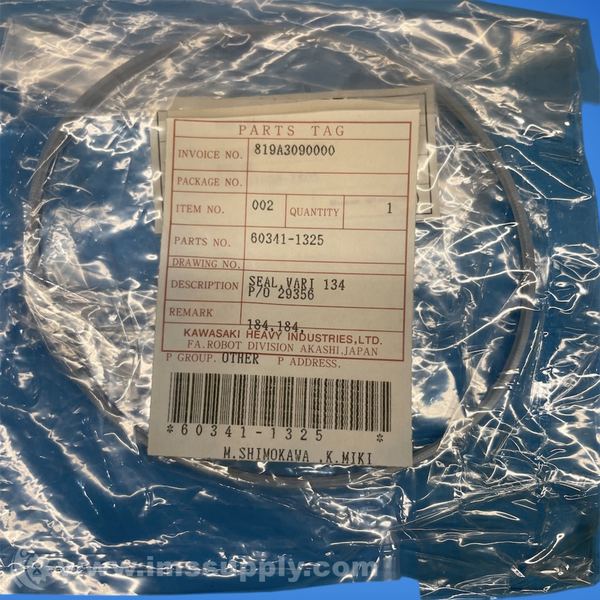 PARTS TAG
INVOICE NO. 819A3090000
PACKAGE NO.
ITEM NO. 002 QUANTITY 1
PARTS NO. 60341-1325
DRAWING NO.
DESCRIPTION SEAL,VARI 134
P/O 29356
REMARK 184,184,
KAWASAKI HEAVY INDUSTRIES,LTD.
FA.ROBOT DIVISION AKASHI,JAPAN
P GROUP. OTHER P ADDRESS.
*60341-1325 *
M.SHIMOKAWA .K.MIKI
www.imssupply.com